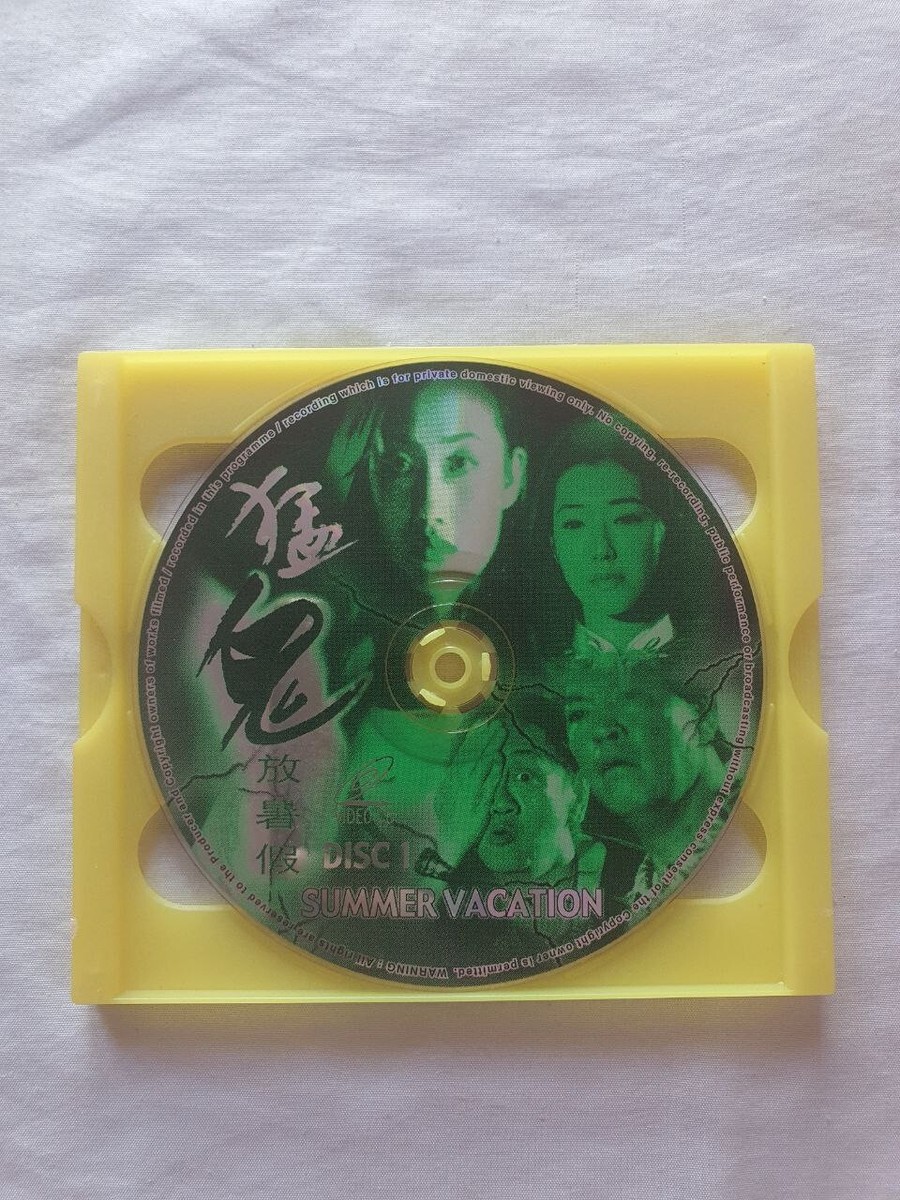 猛
鬼
放
暑
假
VIDEO
DISC 1
SUMMER VACATION
WARNING : All rights are reserved to the producer and copyright owners of works filmed / recorded in this programme / recording which is for private domestic viewing only. No copying, re-recording, public performance or broadcasting without express consent of the copyright owner is permitted.